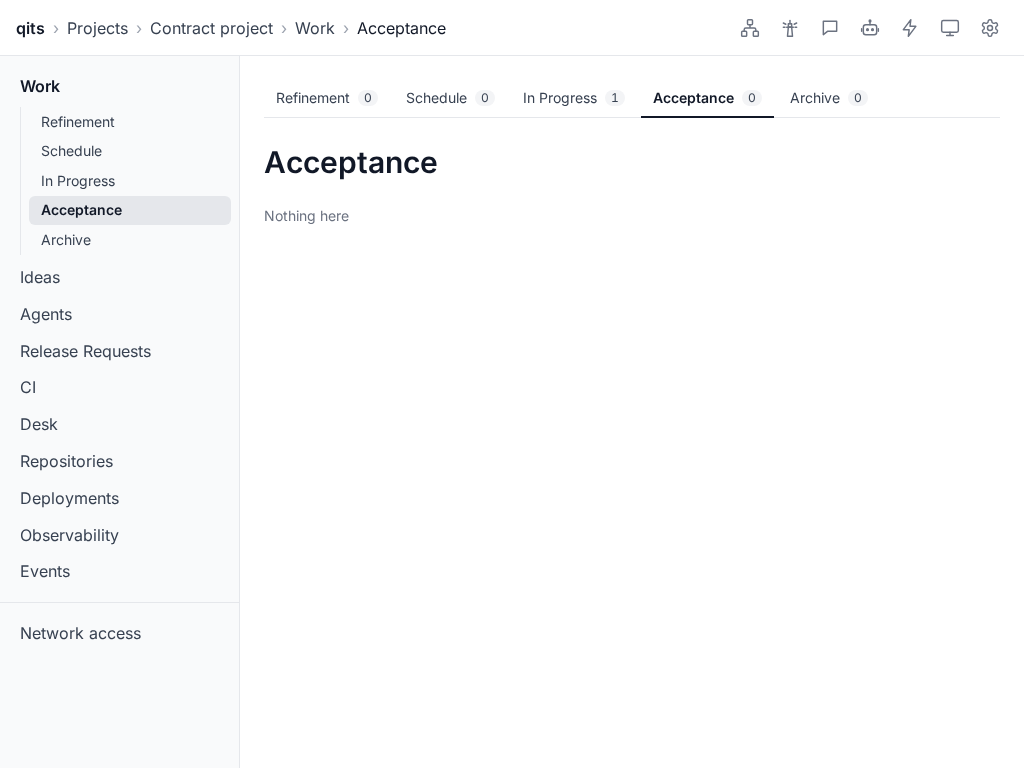 qits › Projects › Contract project › Work › Acceptance
Work
Refinement
Schedule
In Progress
Acceptance
Archive
Ideas
Agents
Release Requests
CI
Desk
Repositories
Deployments
Observability
Events
Network access
Refinement 0 Schedule 0 In Progress 1 Acceptance 0 Archive 0
Acceptance
Nothing here